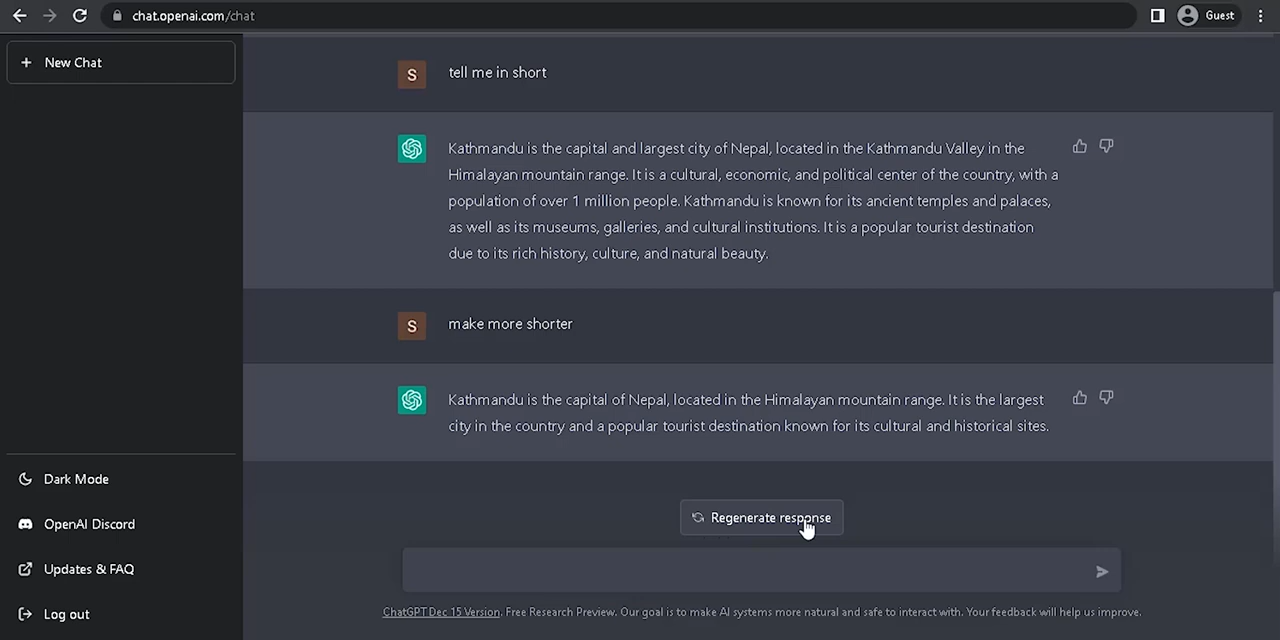 chat.openai.com/chat
Guest
New Chat
S
tell me in short
Kathmandu is the capital and largest city of Nepal, located in the Kathmandu Valley in the
Himalayan mountain range. It is a cultural, economic, and political center of the country, with a
population of over 1 million people. Kathmandu is known for its ancient temples and palaces,
as well as its museums, galleries, and cultural institutions. It is a popular tourist destination
due to its rich history, culture, and natural beauty.
S
make more shorter
Kathmandu is the capital of Nepal, located in the Himalayan mountain range. It is the largest
city in the country and a popular tourist destination known for its cultural and historical sites.
Dark Mode
OpenAI Discord
Updates & FAQ
Log out
Regenerate response
ChatGPT Dec 15 Version. Free Research Preview. Our goal is to make AI systems more natural and safe to interact with. Your feedback will help us improve.